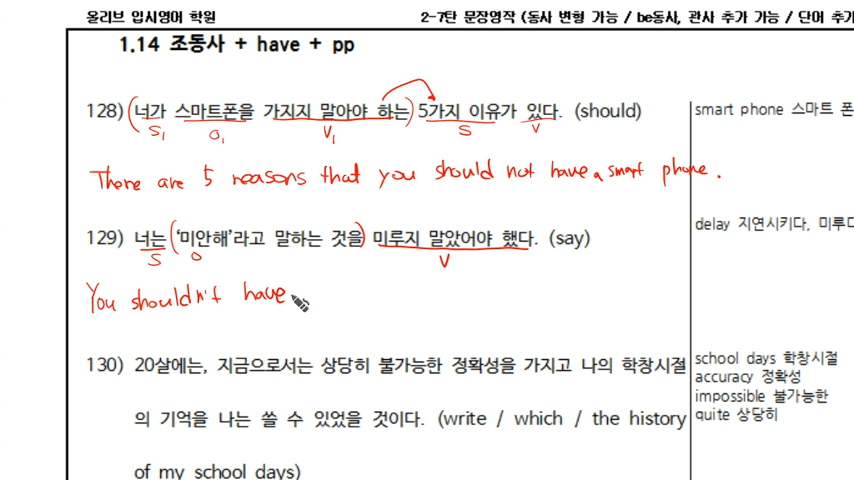 올리브 입시영어 학원 2-7탄 문장영작 (동사 변형 가능 / be동사, 관사 추가 가능 / 단어 추가
1.14 조동사 + have + pp
128) (너가 스마트폰을 가지지 말아야 하는) 5가지 이유가 있다. (should) smart phone 스마트 폰
S₁ O₁ V₁ S V
There are 5 reasons that you should not have a smart phone.
129) 너는 ('미안해'라고 말하는 것을) 미루지 말았어야 했다. (say) delay 지연시키다, 미루다
S O V
You shouldn't have
130) 20살에는, 지금으로서는 상당히 불가능한 정확성을 가지고 나의 학창시절 school days 학창시절
accuracy 정확성
impossible 불가능한
의 기억을 나는 쓸 수 있었을 것이다. (write / which / the history quite 상당히
of my school days)